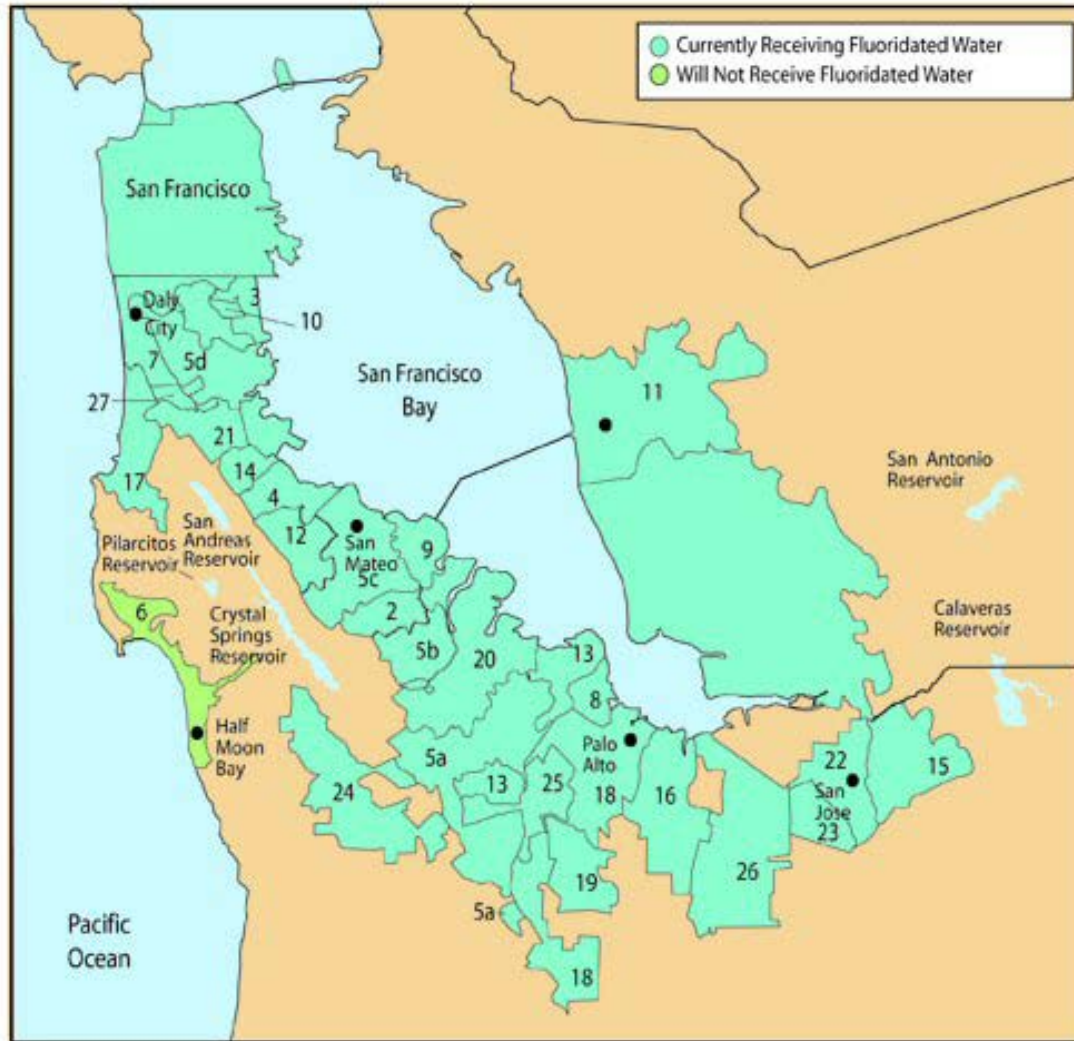 Currently Receiving Fluoridated Water
Will Not Receive Fluoridated Water
San Francisco
Daly
City
3
10
7
5d
27
San Francisco
Bay
11
21
17
14
4
12
San
Mateo
5c
9
San Antonio
Reservoir
San
Andreas
Reservoir
Pilarcitos
Reservoir
6
Crystal
Springs
Reservoir
2
5b
20
13
8
Calaveras
Reservoir
Half
Moon
Bay
5a
24
13
25
Palo
Alto
18
16
22
San
Jose
23
15
26
19
5a
18
Pacific
Ocean